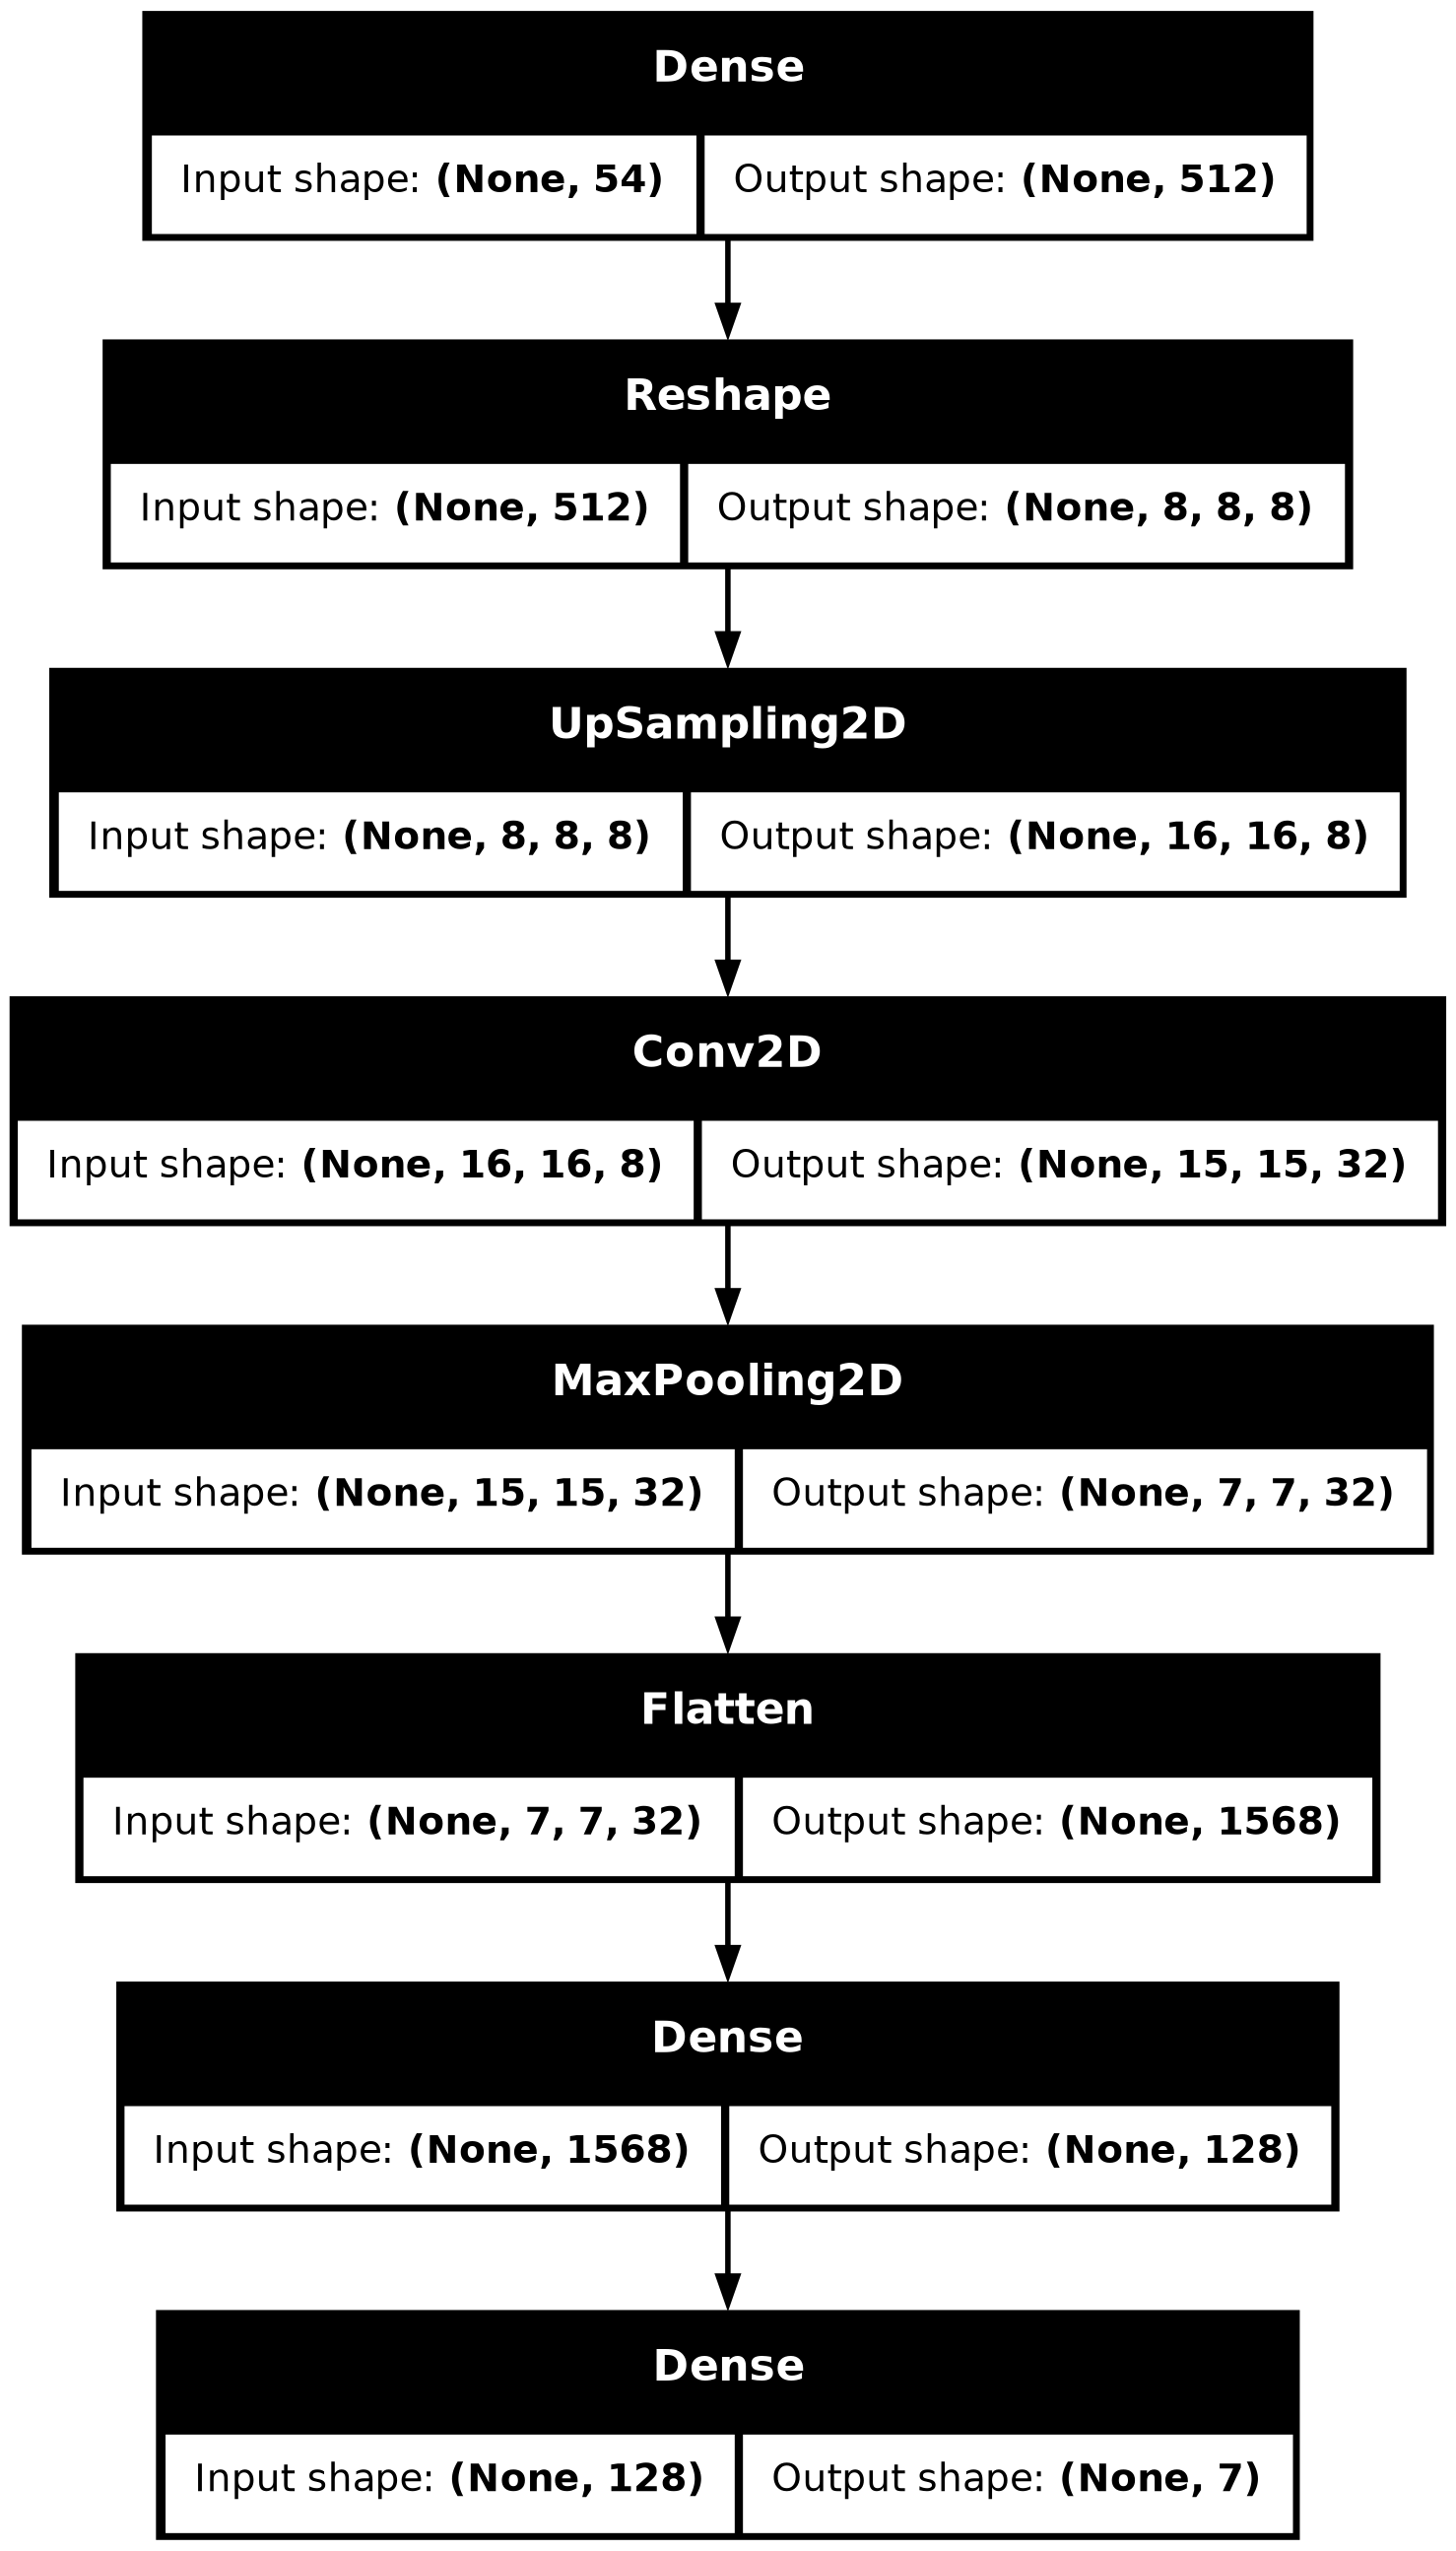 Dense
Input shape: (None, 54) Output shape: (None, 512)
Reshape
Input shape: (None, 512) Output shape: (None, 8, 8, 8)
UpSampling2D
Input shape: (None, 8, 8, 8) Output shape: (None, 16, 16, 8)
Conv2D
Input shape: (None, 16, 16, 8) Output shape: (None, 15, 15, 32)
MaxPooling2D
Input shape: (None, 15, 15, 32) Output shape: (None, 7, 7, 32)
Flatten
Input shape: (None, 7, 7, 32) Output shape: (None, 1568)
Dense
Input shape: (None, 1568) Output shape: (None, 128)
Dense
Input shape: (None, 128) Output shape: (None, 7)